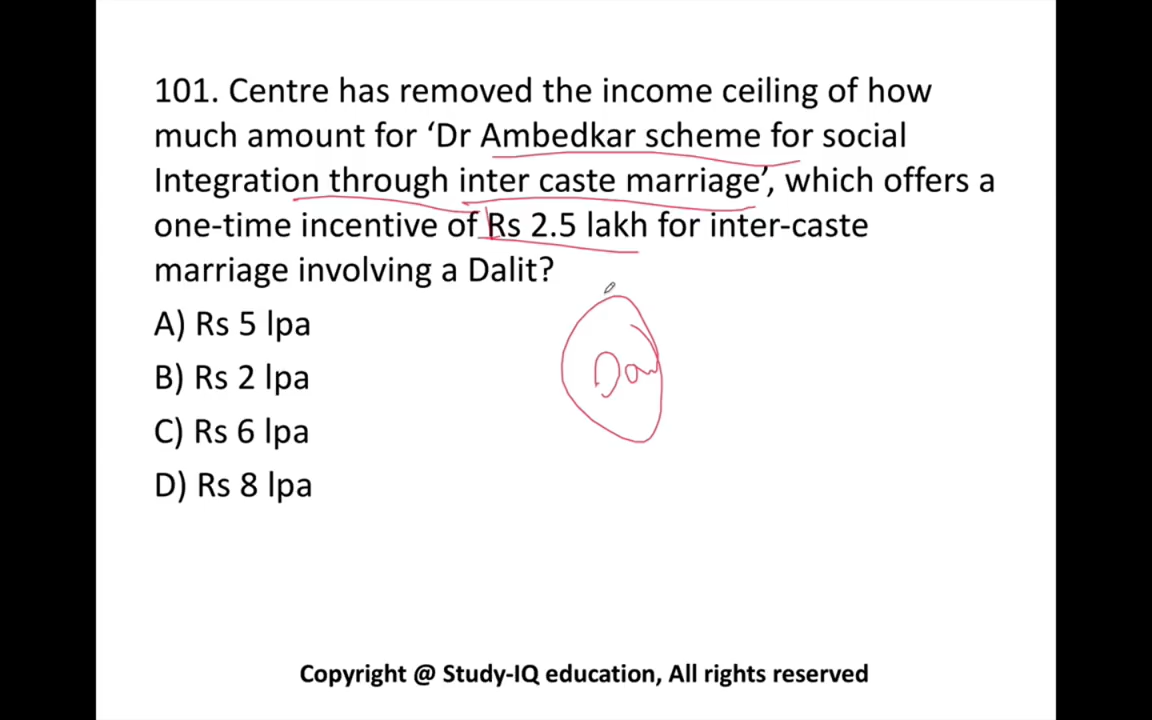 101. Centre has removed the income ceiling of how
much amount for ‘Dr Ambedkar scheme for social
Integration through inter caste marriage’, which offers a
one-time incentive of Rs 2.5 lakh for inter-caste
marriage involving a Dalit?
A) Rs 5 lpa
B) Rs 2 lpa
C) Rs 6 lpa
D) Rs 8 lpa
Copyright @ Study-IQ education, All rights reserved